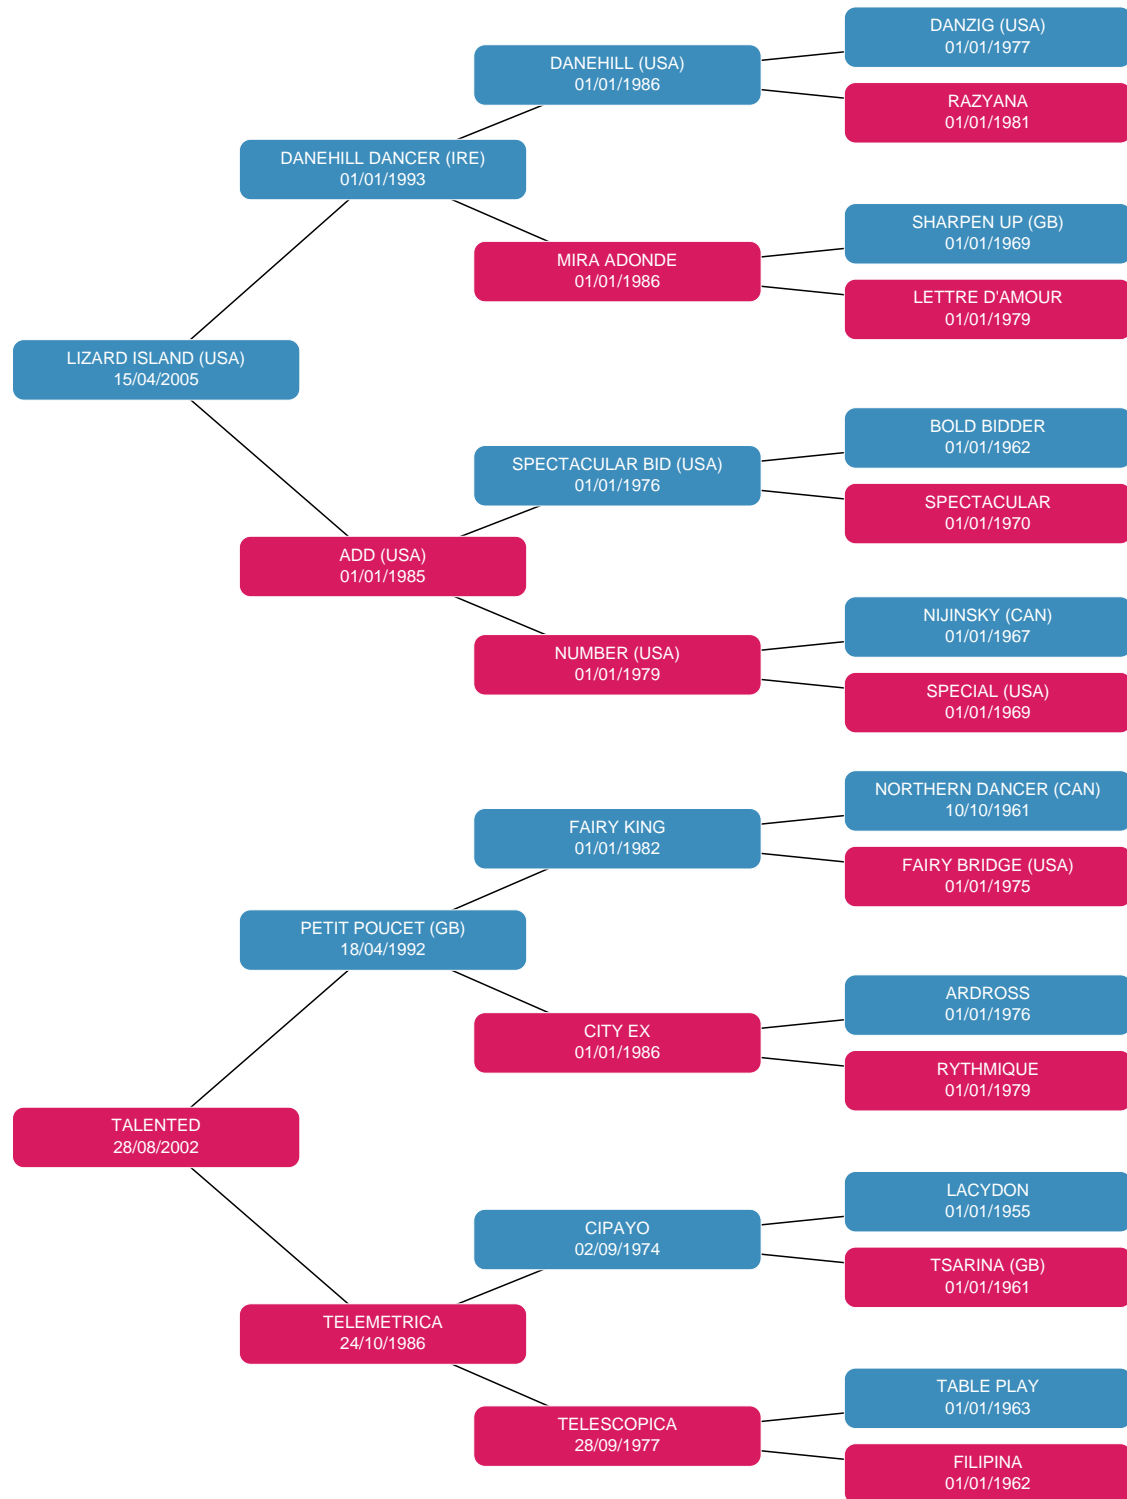 DANZIG (USA)
01/01/1977
DANEHILL (USA)
01/01/1986
RAZYANA
01/01/1981
DANEHILL DANCER (IRE)
01/01/1993
SHARPEN UP (GB)
01/01/1969
MIRA ADONDE
01/01/1986
LETTRE D'AMOUR
01/01/1979
LIZARD ISLAND (USA)
15/04/2005
BOLD BIDDER
01/01/1962
SPECTACULAR BID (USA)
01/01/1976
SPECTACULAR
01/01/1970
ADD (USA)
01/01/1985
NIJINSKY (CAN)
01/01/1967
NUMBER (USA)
01/01/1979
SPECIAL (USA)
01/01/1969
NORTHERN DANCER (CAN)
10/10/1961
FAIRY KING
01/01/1982
FAIRY BRIDGE (USA)
01/01/1975
PETIT POUCET (GB)
18/04/1992
ARDROSS
01/01/1976
CITY EX
01/01/1986
RYTHMIQUE
01/01/1979
TALENTED
28/08/2002
LACYDON
01/01/1955
CIPAYO
02/09/1974
TSARINA (GB)
01/01/1961
TELEMETRICA
24/10/1986
TABLE PLAY
01/01/1963
TELESCOPICA
28/09/1977
FILIPINA
01/01/1962